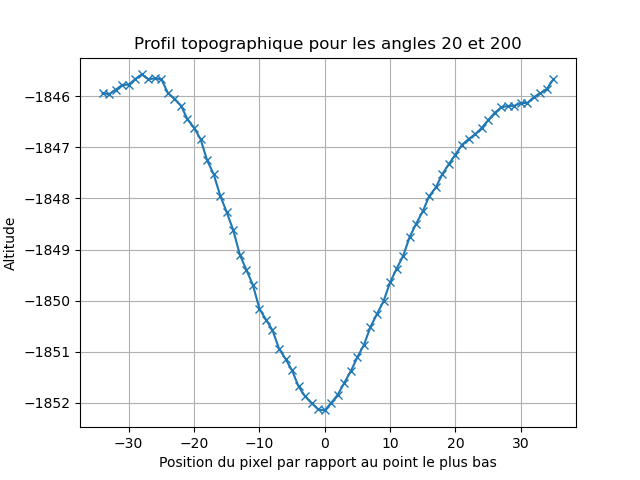 Profil topographique pour les angles 20 et 200
Altitude
−1846
−1847
−1848
−1849
−1850
−1851
−1852
−30 −20 −10 0 10 20 30
Position du pixel par rapport au point le plus bas